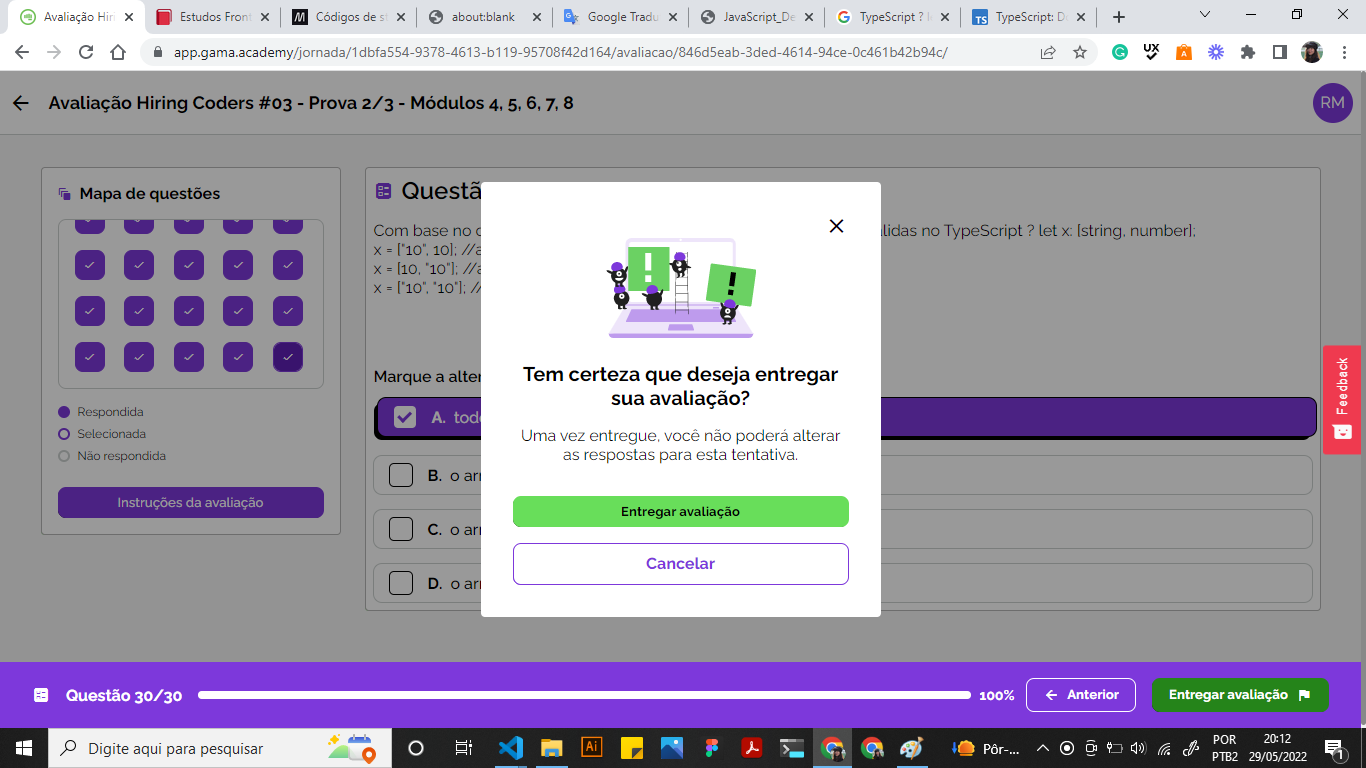 Avaliação Hirin
Estudos Front
Códigos de st
about:blank
Google Tradu
JavaScript_De
TypeScript ? l
TypeScript: D
app.gama.academy/jornada/1dbfa554-9378-4613-b119-95708f42d164/avaliacao/846d5eab-3ded-4614-94ce-0c461b42b94c/
Avaliação Hiring Coders #03 - Prova 2/3 - Módulos 4, 5, 6, 7, 8
RM
Mapa de questões
Respondida
Selecionada
Não respondida
Instruções da avaliação
Questã
Com base no lidas no TypeScript ? let x: [string, number];
x = ["10", 10]; //
x = [10, "10"]; //
x = ["10", "10"]; //
Marque a alter
A. tod
B. o arr
C. o arr
D. o arr
Tem certeza que deseja entregar
sua avaliação?
Uma vez entregue, você não poderá alterar
as respostas para esta tentativa.
Entregar avaliação
Cancelar
Feedback
Questão 30/30
100%
Anterior
Entregar avaliação
Digite aqui para pesquisar
Pôr-...
POR
PTB2
20:12
29/05/2022
1